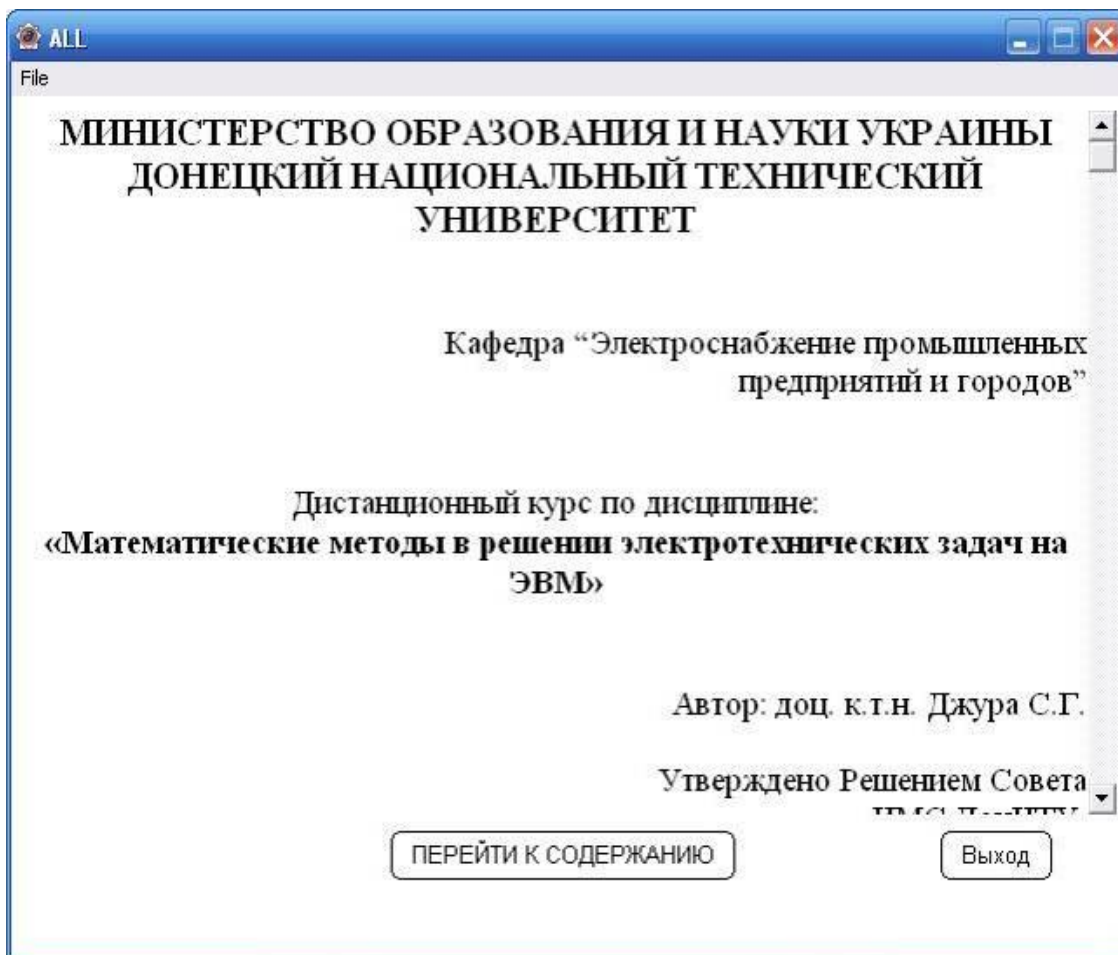 ALL
File
МИНИСТЕРСТВО ОБРАЗОВАНИЯ И НАУКИ УКРАИНЫ
ДОНЕЦКИЙ НАЦИОНАЛЬНЫЙ ТЕХНИЧЕСКИЙ
УНИВЕРСИТЕТ
Кафедра “Электроснабжение промышленных
предприятий и городов”
Дистанционный курс по дисциплине:
«Математические методы в решении электротехнических задач на
ЭВМ»
Автор: доц. к.т.н. Джура С.Г.
Утверждено Решением Совета
ПЕРЕЙТИ К СОДЕРЖАНИЮ
Выход